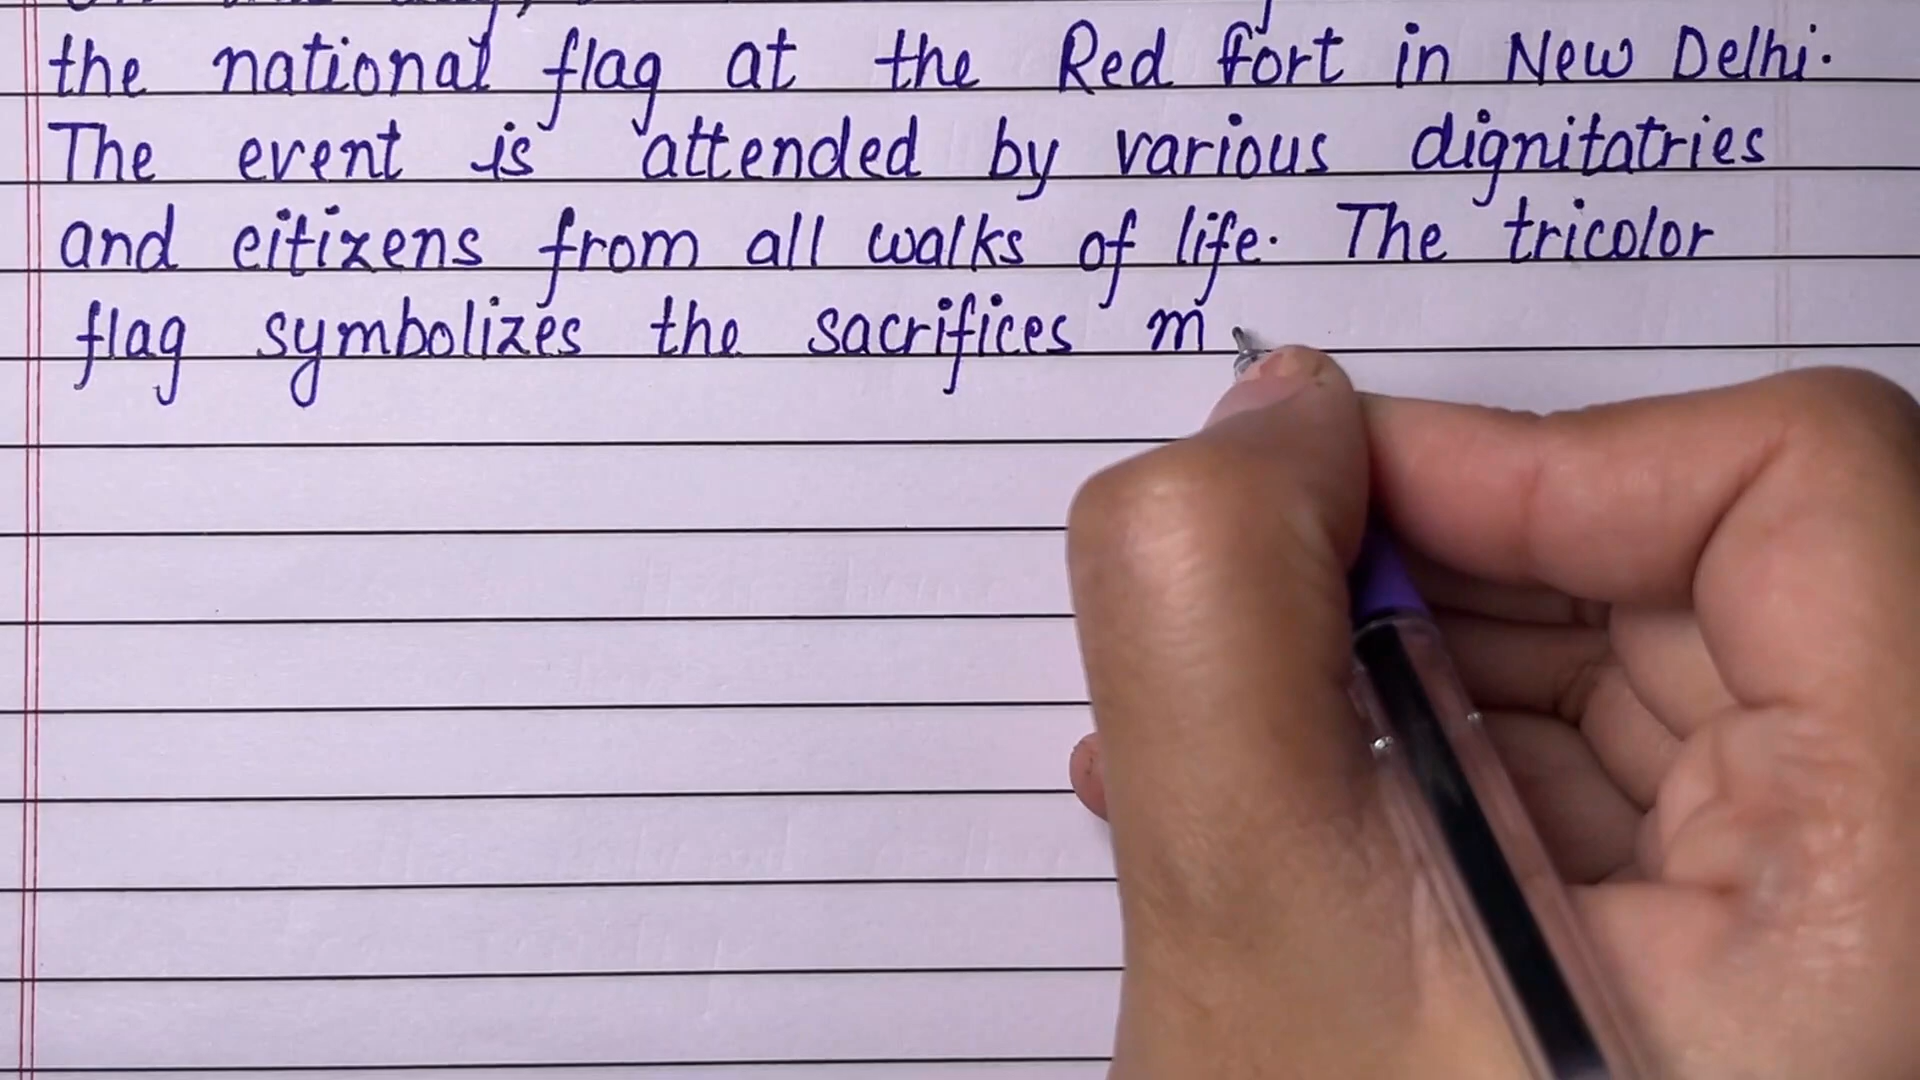 the national flag at the Red fort in New Delhi.
The event is attended by various dignitatries
and eitizens from all walks of life. The tricolor
flag symbolizes the sacrifices m